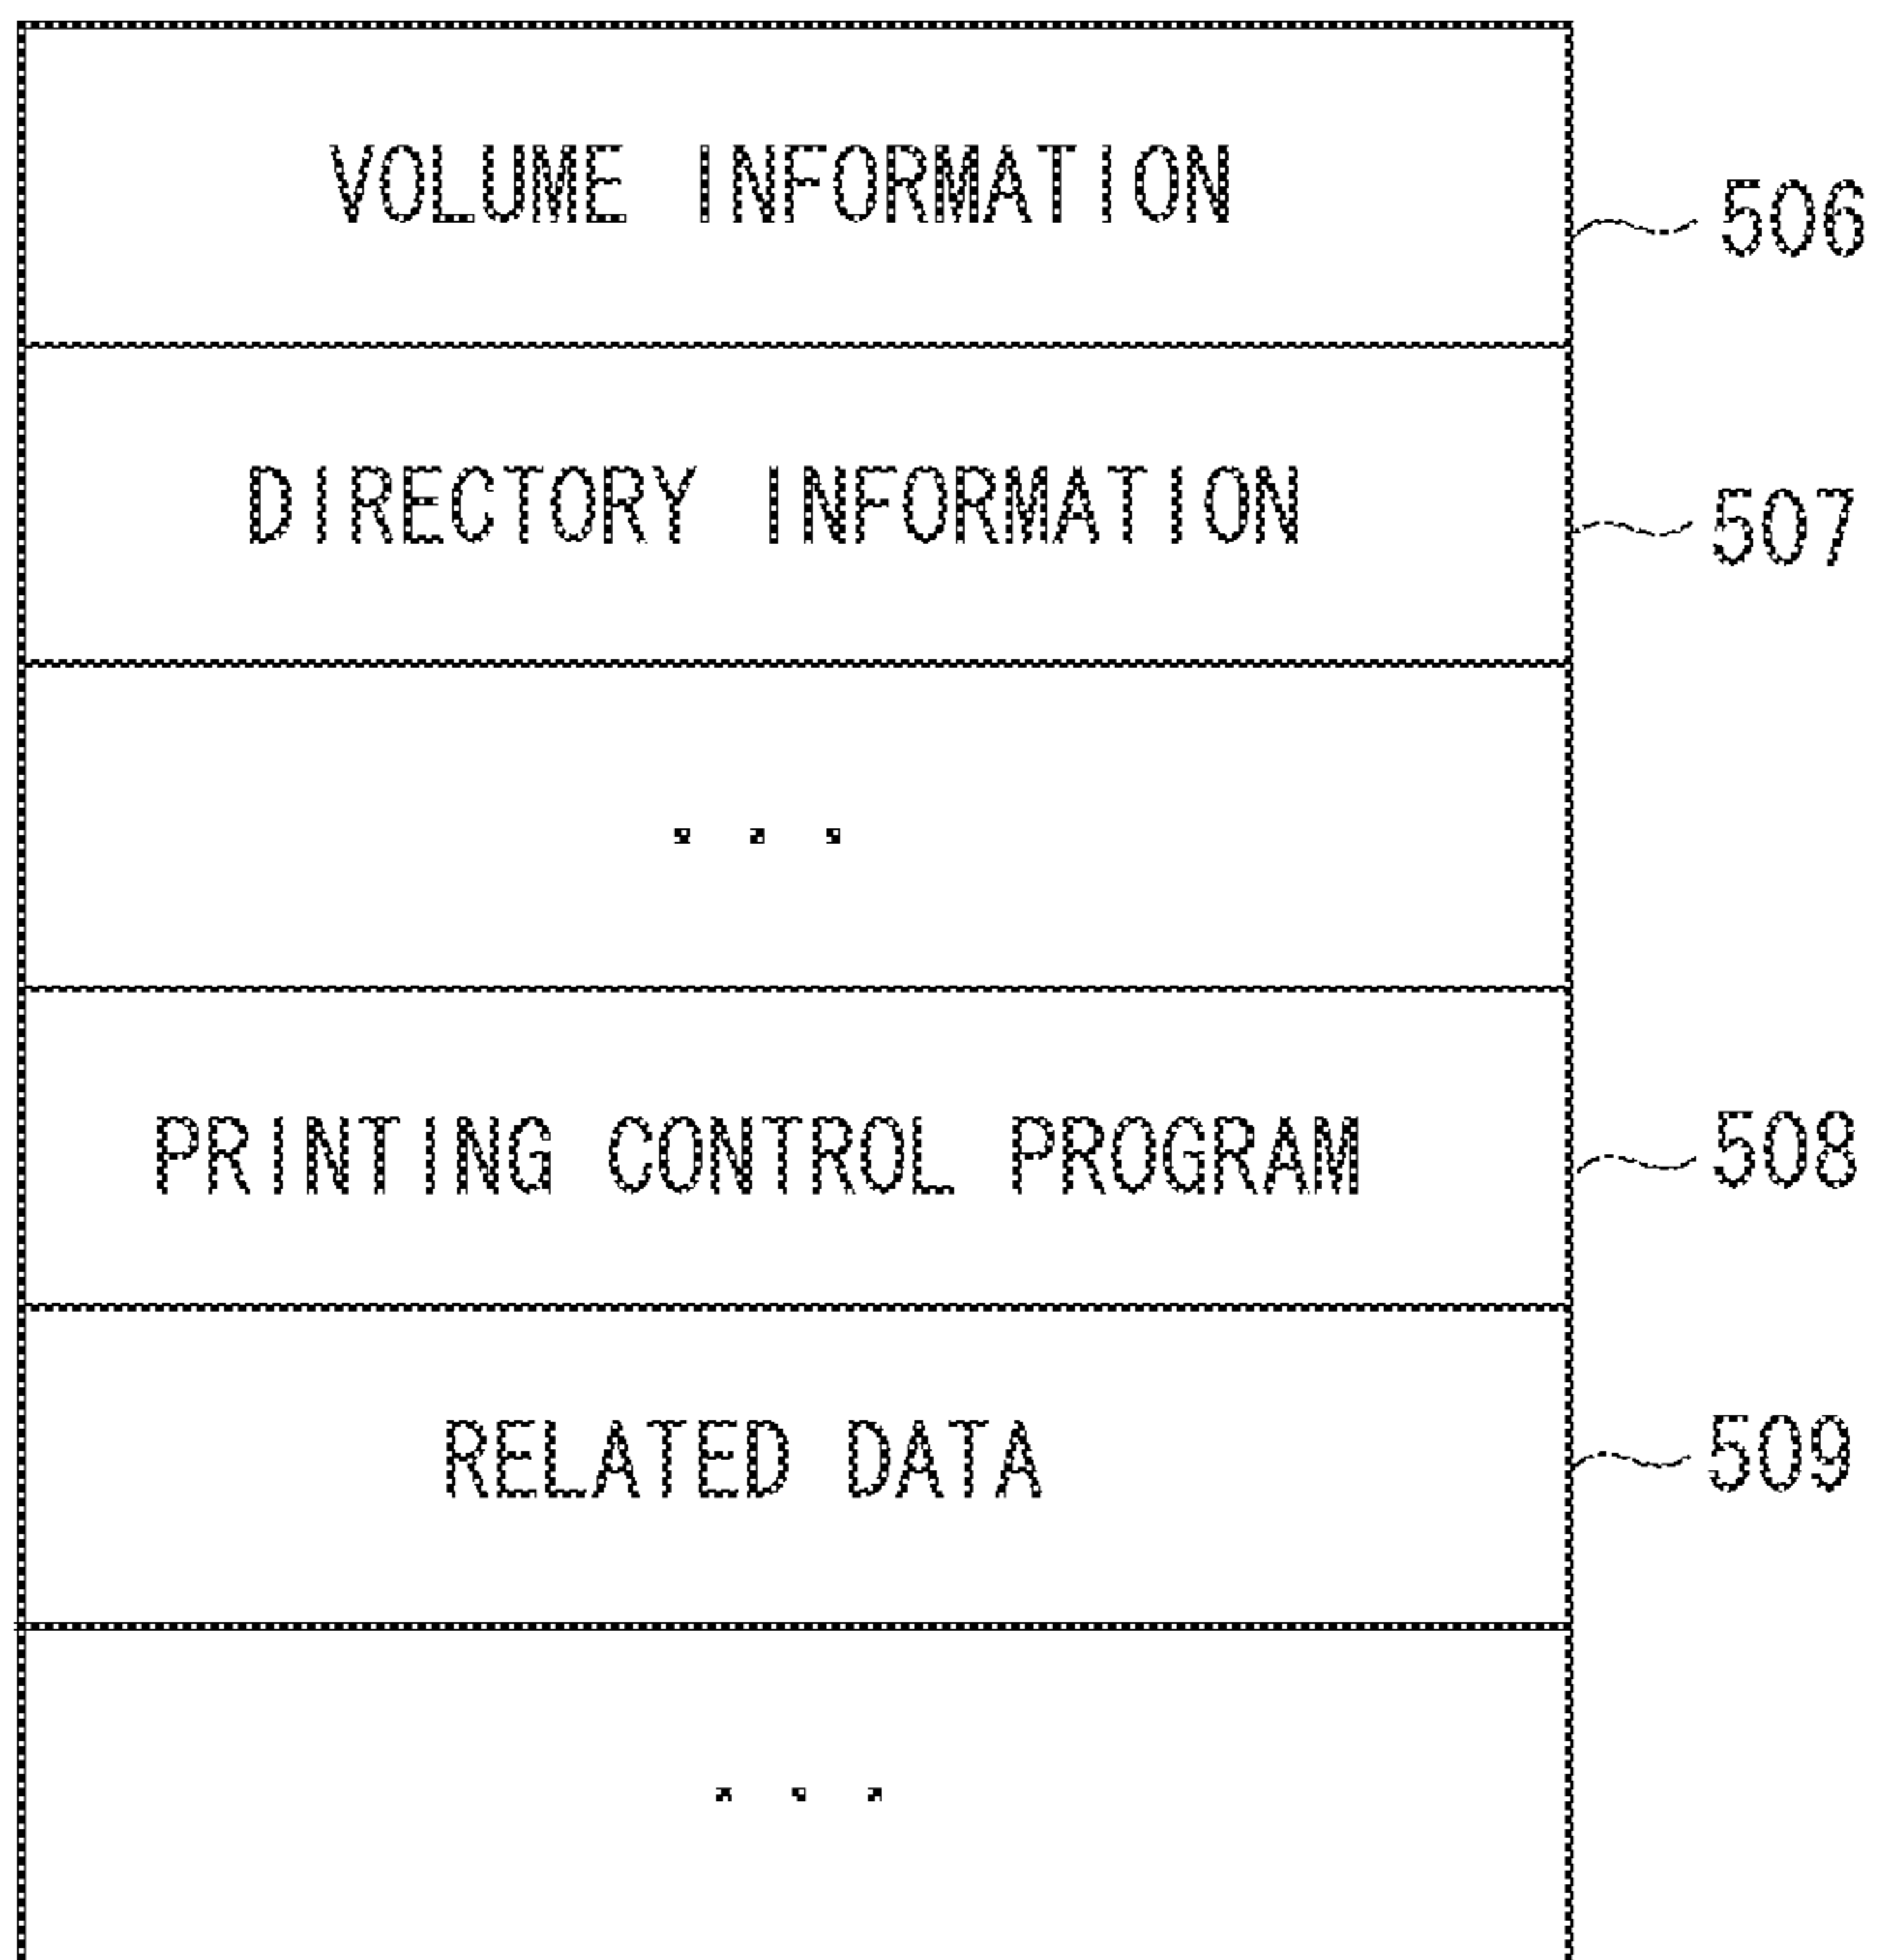 VOLUME INFORMATION
506
DIRECTORY INFORMATION
507
...
PRINTING CONTROL PROGRAM
508
RELATED DATA
509
...